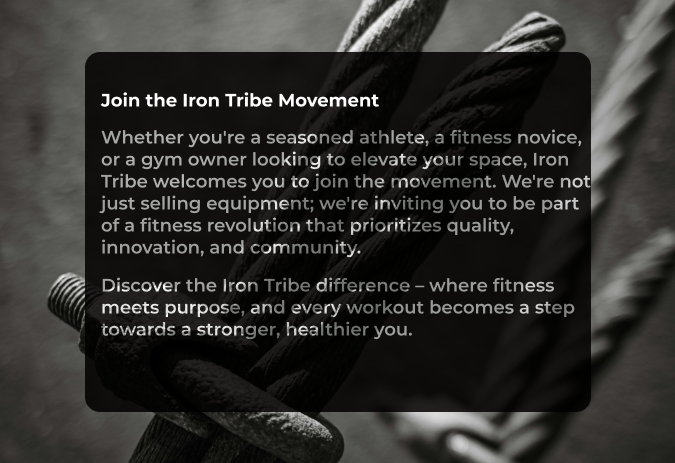 Join the Iron Tribe Movement
Whether you're a seasoned athlete, a fitness novice,
or a gym owner looking to elevate your space, Iron
Tribe welcomes you to join the movement. We're not
just selling equipment; we're inviting you to be part
of a fitness revolution that prioritizes quality,
innovation, and community.
Discover the Iron Tribe difference – where fitness
meets purpose, and every workout becomes a step
towards a stronger, healthier you.